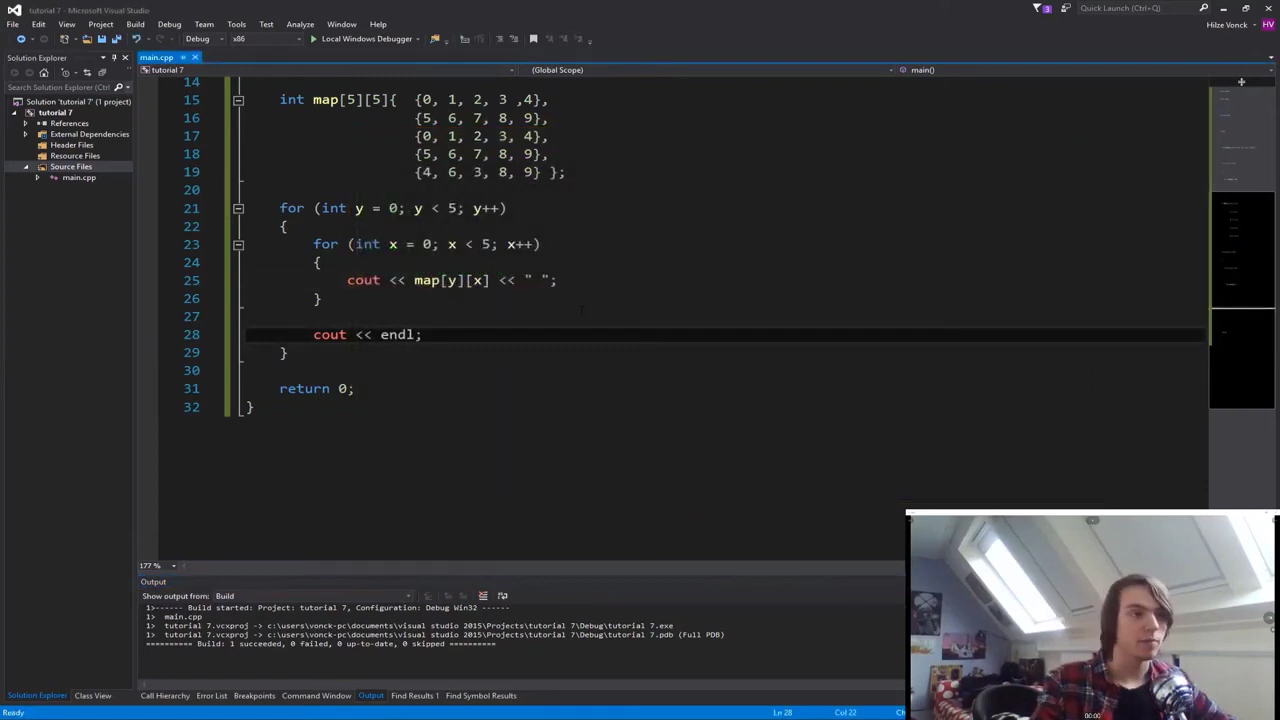 tutorial 7 - Microsoft Visual Studio
3
Quick Launch (Ctrl+Q)
File Edit View Project Build Debug Team Tools Test Analyze Window Help
Hilze Vonck
HV
Debug x86 Local Windows Debugger
Solution Explorer
main.cpp
tutorial 7 (Global Scope) main()
Search Solution Explorer (Ctrl+;)
Solution 'tutorial 7' (1 project)
tutorial 7
References
External Dependencies
Header Files
Resource Files
Source Files
main.cpp
14
15 int map[5][5]{ {0, 1, 2, 3 ,4},
16 {5, 6, 7, 8, 9},
17 {0, 1, 2, 3, 4},
18 {5, 6, 7, 8, 9},
19 {4, 6, 3, 8, 9} };
20
21 for (int y = 0; y < 5; y++)
22 {
23 for (int x = 0; x < 5; x++)
24 {
25 cout << map[y][x] << " ";
26 }
27
28 cout << endl;
29 }
30
31 return 0;
32 }
177 %
Output
Show output from: Build
1>------ Build started: Project: tutorial 7, Configuration: Debug Win32 ------
1> main.cpp
1> tutorial 7.vcxproj -> c:\users\vonck-pc\documents\visual studio 2015\Projects\tutorial 7\Debug\tutorial 7.exe
1> tutorial 7.vcxproj -> c:\users\vonck-pc\documents\visual studio 2015\Projects\tutorial 7\Debug\tutorial 7.pdb (Full PDB)
========== Build: 1 succeeded, 0 failed, 0 up-to-date, 0 skipped ==========
Solution Explorer Class View Call Hierarchy Error List Breakpoints Command Window Output Find Results 1 Find Symbol Results
Ready Ln 28 Col 22
00:00